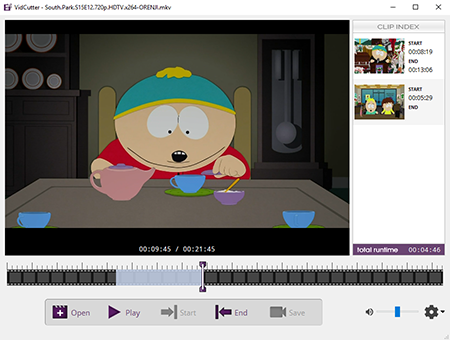 VidCutter - South.Park.S15E12.720p.HDTV.x264-ORENJI.mkv
CLIP INDEX
START
00:08:19
END
00:13:06
START
00:05:29
END
00:09:45 / 00:21:45
total runtime 00:04:46
Open Play Start End Save